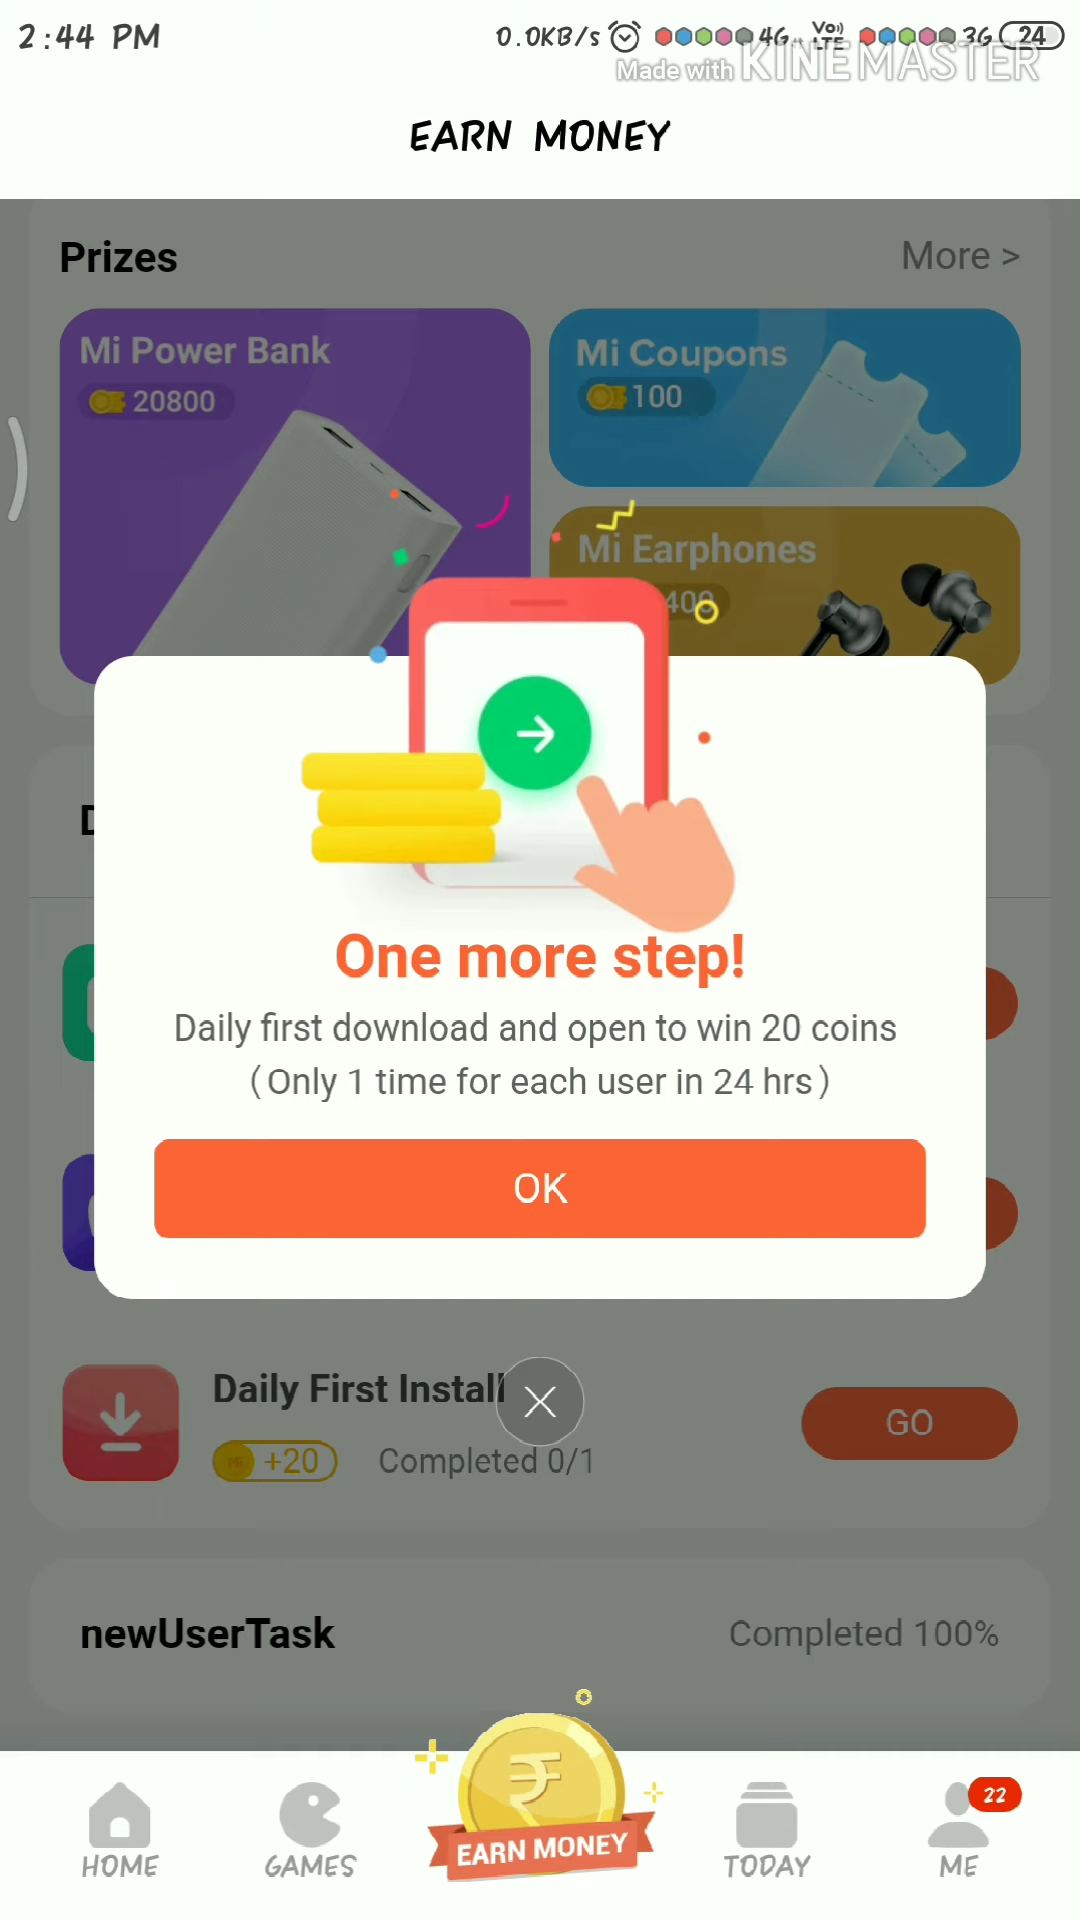 2:44 PM
0.0KB/s 4G Vo)) LTE 3G 24
Made with KINEMASTER
EARN MONEY
Prizes
More >
Mi Power Bank
20800
Mi Coupons
100
Mi Earphones
One more step!
Daily first download and open to win 20 coins
(Only 1 time for each user in 24 hrs)
OK
Daily First Install
+20
Completed 0/1
GO
newUserTask
Completed 100%
₹
EARN MONEY
22
HOME
GAMES
TODAY
ME